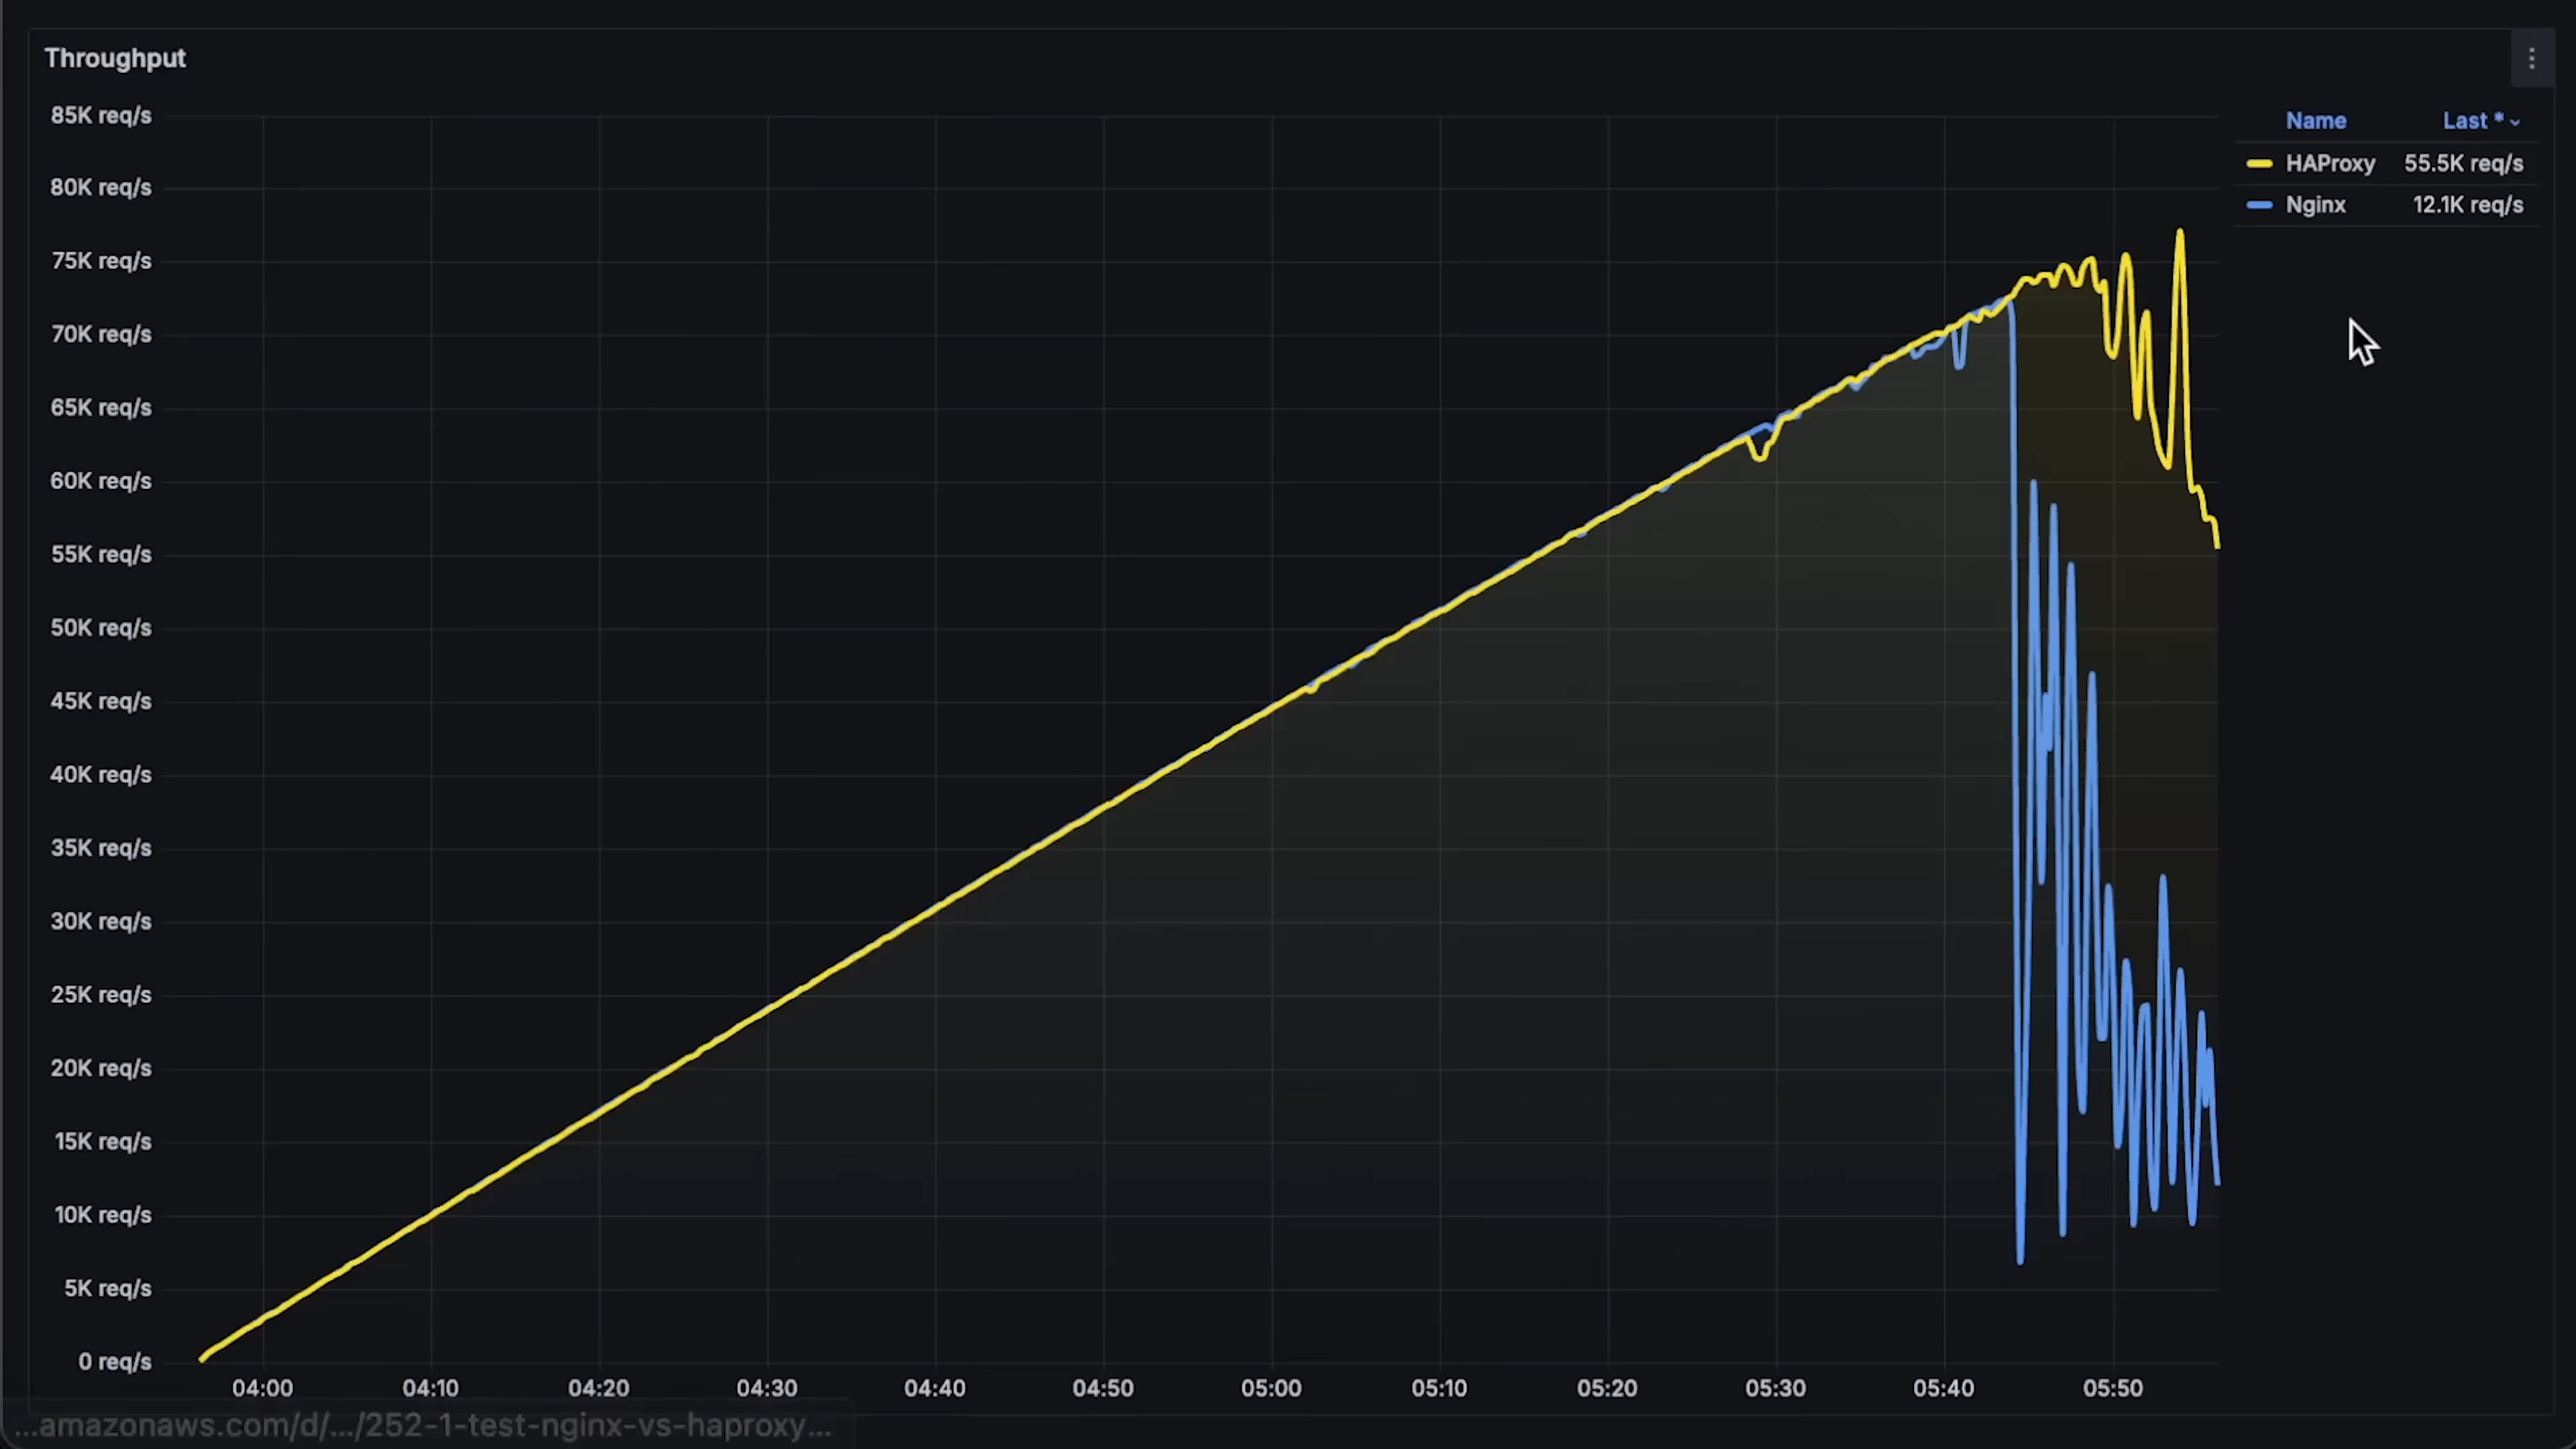 Throughput
85K req/s
80K req/s
75K req/s
70K req/s
65K req/s
60K req/s
55K req/s
50K req/s
45K req/s
40K req/s
35K req/s
30K req/s
25K req/s
20K req/s
15K req/s
10K req/s
5K req/s
0 req/s
04:00 04:10 04:20 04:30 04:40 04:50 05:00 05:10 05:20 05:30 05:40 05:50
Name Last *
HAProxy 55.5K req/s
Nginx 12.1K req/s
...amazonaws.com/d/.../252-1-test-nginx-vs-haproxy...